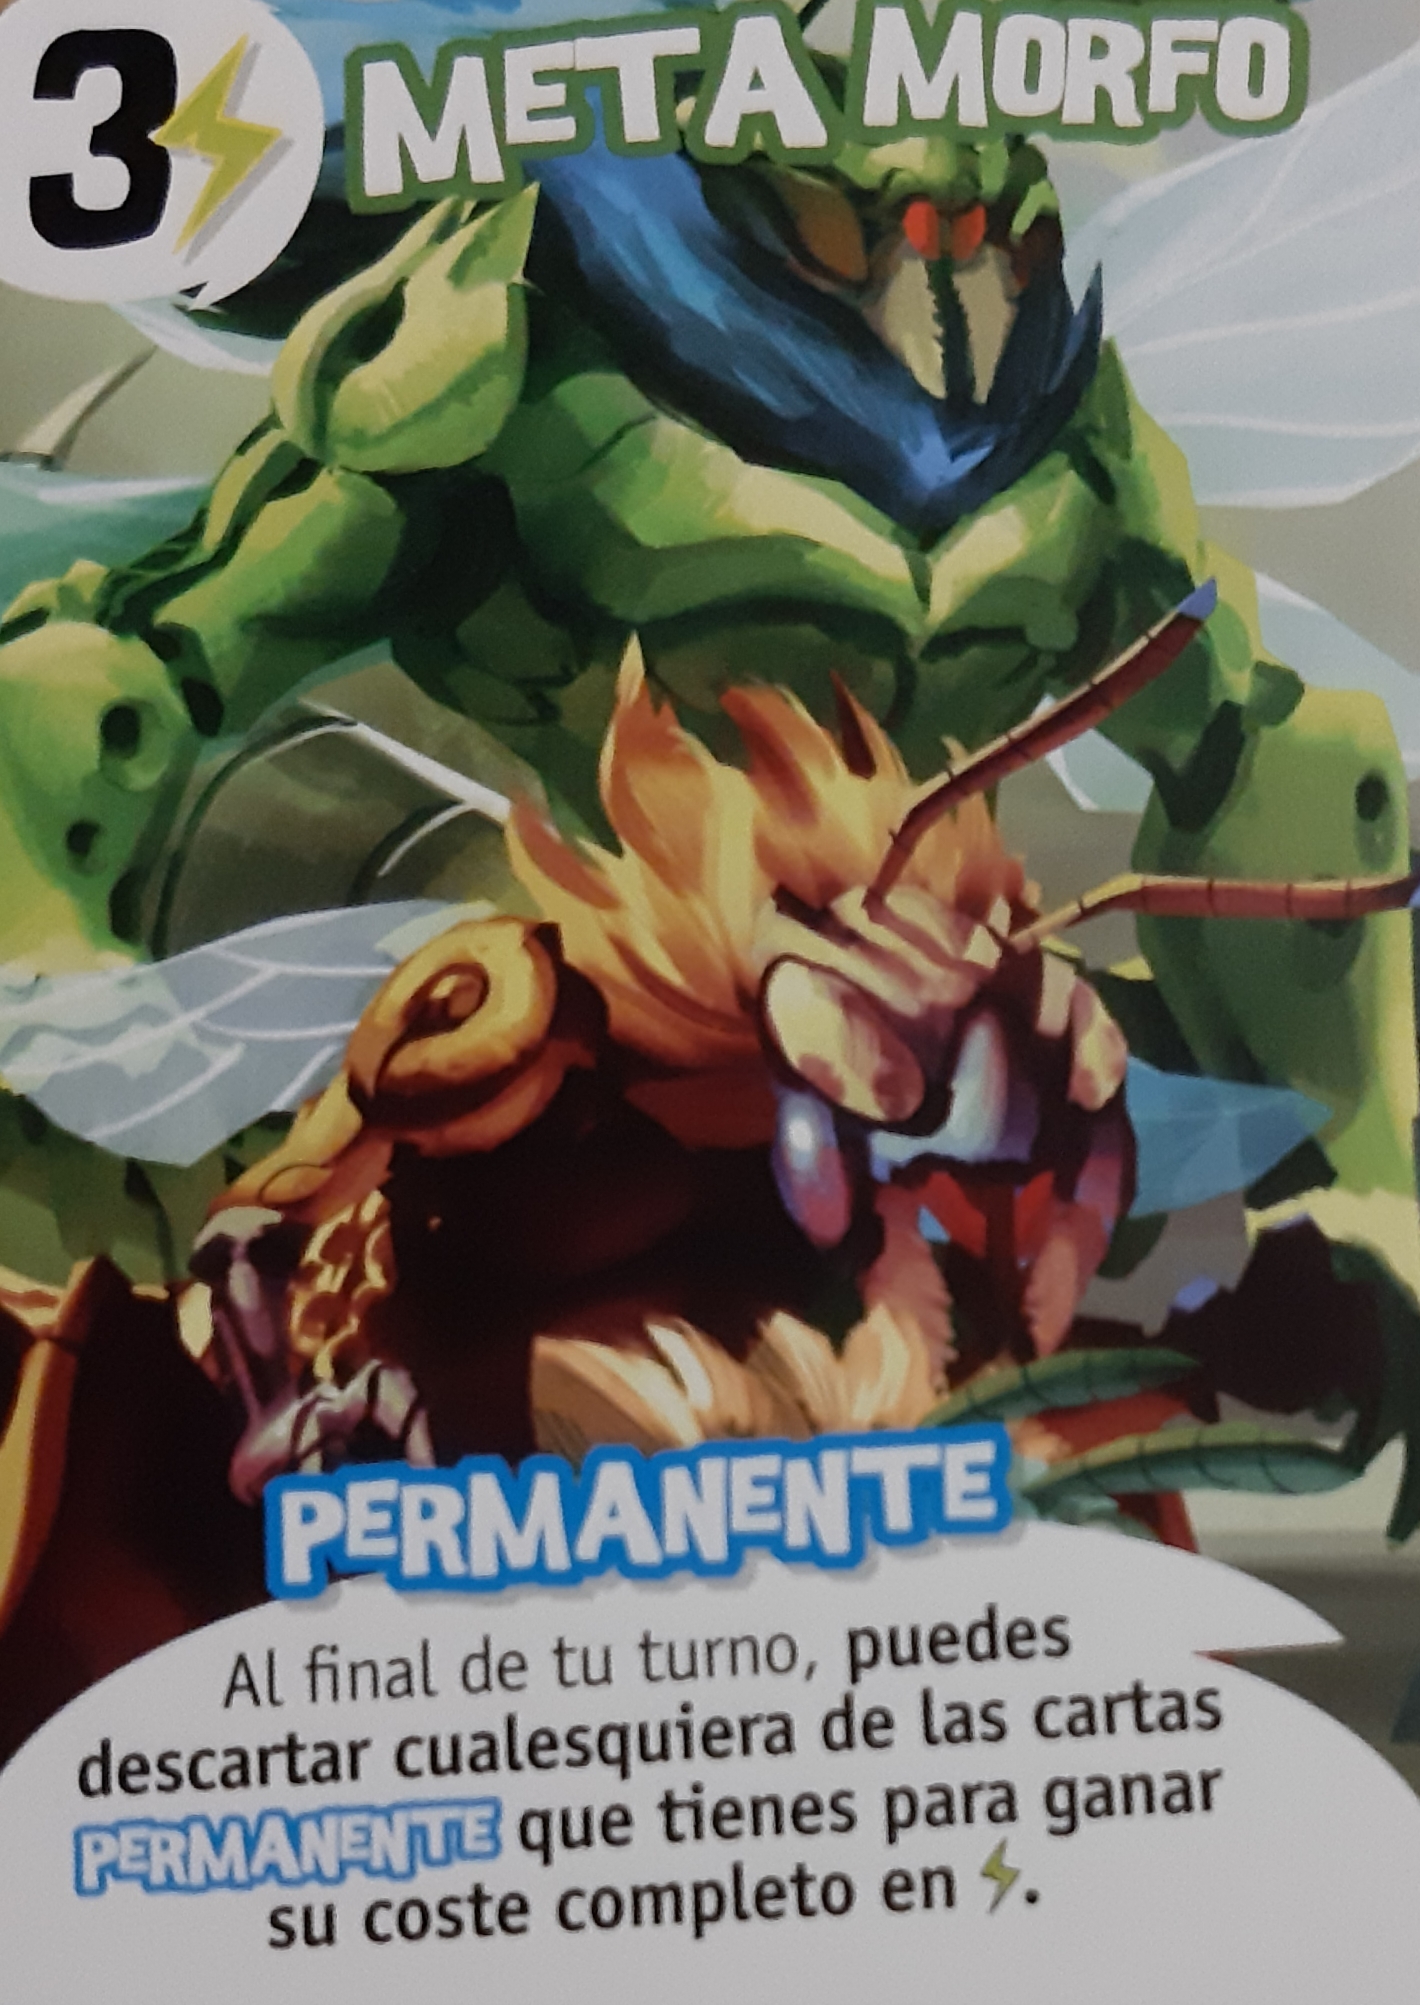 3
META MORFO
PERMANENTE
Al final de tu turno, puedes
descartar cualesquiera de las cartas
PERMANENTE que tienes para ganar
su coste completo en .